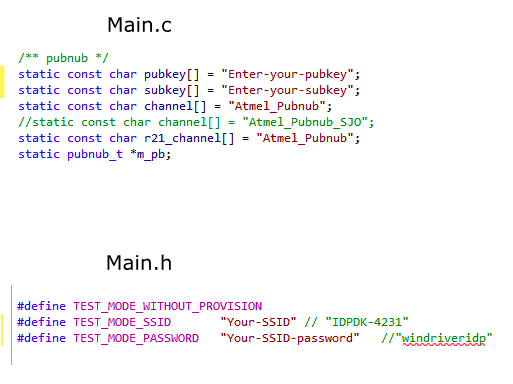 Main.c
/** pubnub */
static const char pubkey[] = "Enter-your-pubkey";
static const char subkey[] = "Enter-your-subkey";
static const char channel[] = "Atmel_Pubnub";
//static const char channel[] = "Atmel_Pubnub_SJO";
static const char r21_channel[] = "Atmel_Pubnub";
static pubnub_t *m_pb;
Main.h
#define TEST_MODE_WITHOUT_PROVISION
#define TEST_MODE_SSID "Your-SSID" // "IDPDK-4231"
#define TEST_MODE_PASSWORD "Your-SSID-password" //"windriveridp"